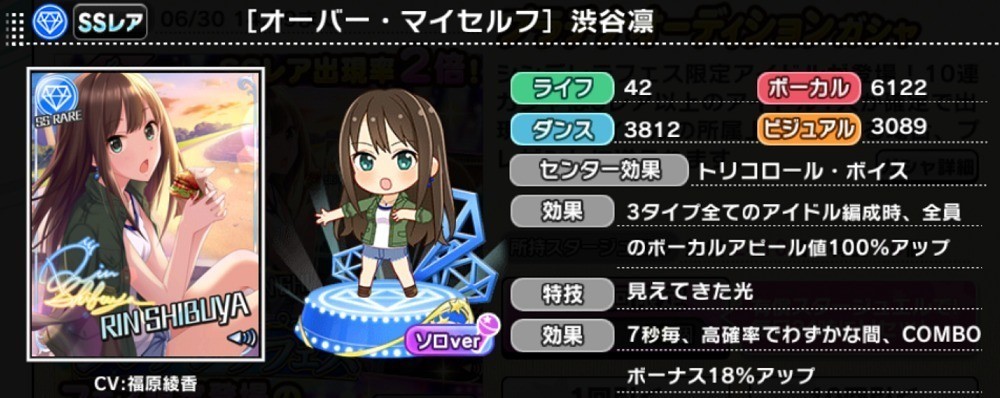 SSレア
[オーバー・マイセルフ] 渋谷凛
SS RARE
RIN SHIBUYA
CV:福原綾香
ソロver
ライフ 42
ボーカル 6122
ダンス 3812
ビジュアル 3089
センター効果 トリコロール・ボイス
効果 3タイプ全てのアイドル編成時、全員
のボーカルアピール値100%アップ
特技 見えてきた光
効果 7秒毎、高確率でわずかな間、COMBO
ボーナス18%アップ